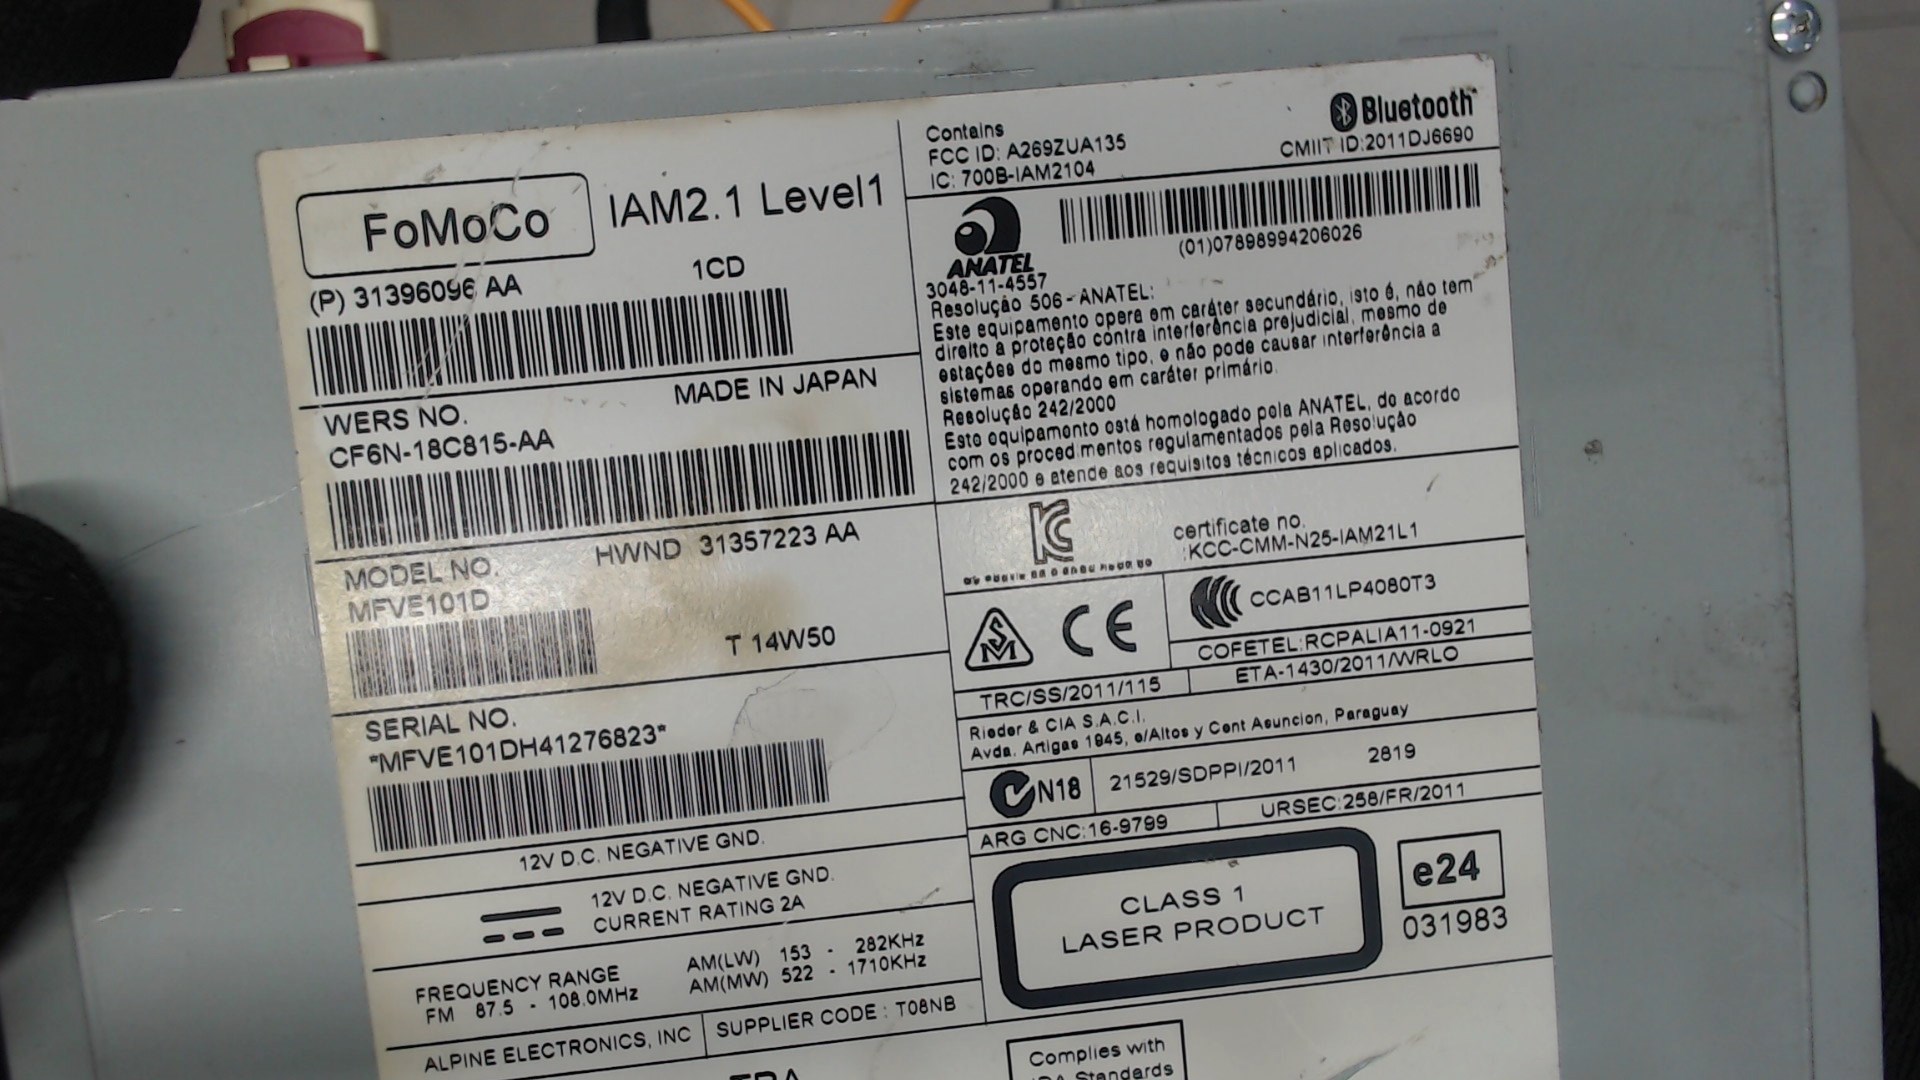 FoMoCo
IAM2.1 Level1
(P) 31396096 AA
1CD
MADE IN JAPAN
WERS NO.
CF6N-18C815-AA
HWND 31357223 AA
MODEL NO.
MFVE101D
T 14W50
SERIAL NO.
*MFVE101DH41276823*
12V D.C. NEGATIVE GND.
12V D.C. NEGATIVE GND.
CURRENT RATING 2A
FREQUENCY RANGE
FM 87.5 - 108.0MHz
AM(LW) 153 - 282KHz
AM(MW) 522 - 1710KHz
ALPINE ELECTRONICS, INC
SUPPLIER CODE : T08NB
Contains
FCC ID: A269ZUA135
IC: 700B-IAM2104
Bluetooth
CMIIT ID:2011DJ6690
ANATEL
3048-11-4557
(01)07898994206026
Resolução 506 - ANATEL:
Este equipamento opera em caráter secundário, isto é, não tem
direito a proteção contra interferência prejudicial, mesmo de
estações do mesmo tipo, e não pode causar interferência a
sistemas operando em caráter primário.
Resolução 242/2000
Este equipamento está homologado pela ANATEL, de acordo
com os procedimentos regulamentados pela Resolução
242/2000 e atende aos requisitos técnicos aplicados.
certificate no.
:KCC-CMM-N25-IAM21L1
CE
CCAB11LP4080T3
COFETEL:RCPALIA11-0921
TRC/SS/2011/115
ETA-1430/2011/WRLO
Rieder & CIA S.A.C.I.
Avda. Artigas 1945, e/Altos y Cent Asuncion, Paraguay
N18
21529/SDPPI/2011
2819
ARG CNC:16-9799
URSEC:258/FR/2011
CLASS 1
LASER PRODUCT
e24
031983
Complies with
Standards